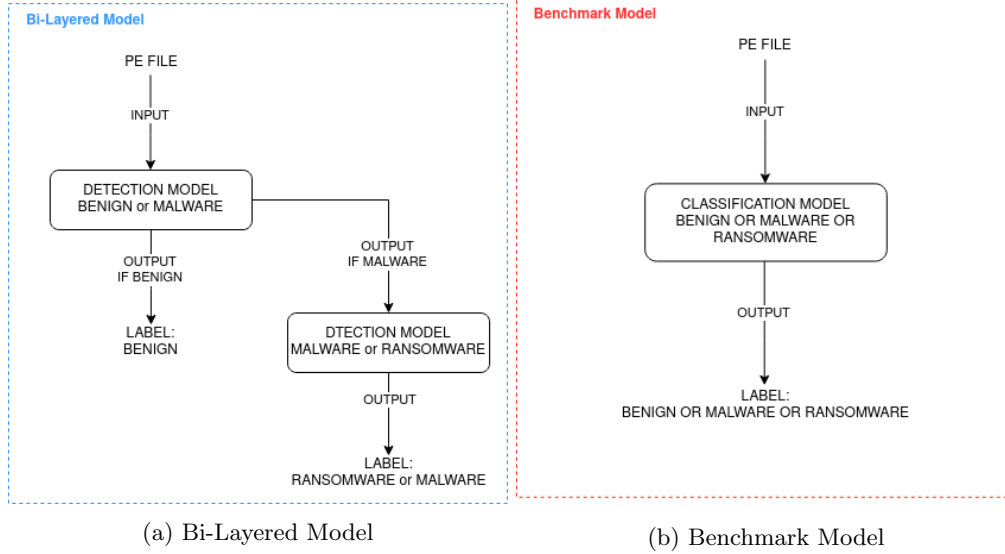 Bi-Layered Model
PE FILE
INPUT
DETECTION MODEL
BENIGN or MALWARE
OUTPUT
IF BENIGN
OUTPUT
IF MALWARE
LABEL:
BENIGN
DTECTION MODEL
MALWARE or RANSOMWARE
OUTPUT
LABEL:
RANSOMWARE or MALWARE
(a) Bi-Layered Model
Benchmark Model
PE FILE
INPUT
CLASSIFICATION MODEL
BENIGN OR MALWARE OR
RANSOMWARE
OUTPUT
LABEL:
BENIGN OR MALWARE OR RANSOMWARE
(b) Benchmark Model